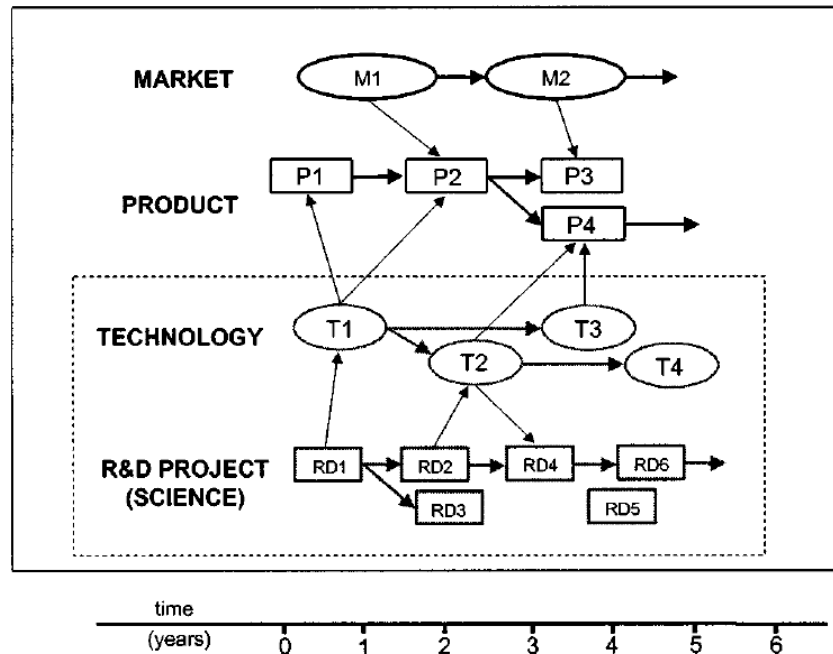 MARKET
M1
M2
P1
P2
P3
PRODUCT
P4
T1
T3
TECHNOLOGY
T2
T4
R&D PROJECT
(SCIENCE)
RD1
RD2
RD4
RD6
RD3
RD5
time
(years)
0 1 2 3 4 5 6